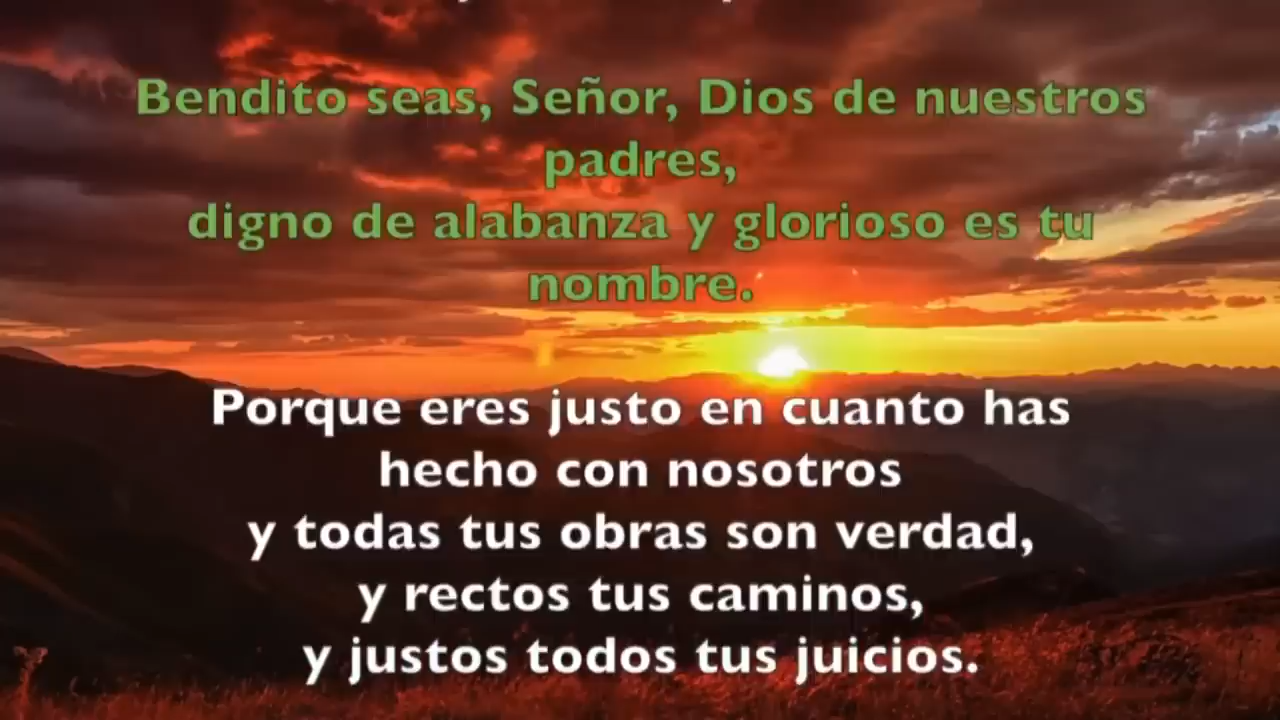 Bendito seas, Señor, Dios de nuestros
padres,
digno de alabanza y glorioso es tu
nombre.
Porque eres justo en cuanto has
hecho con nosotros
y todas tus obras son verdad,
y rectos tus caminos,
y justos todos tus juicios.